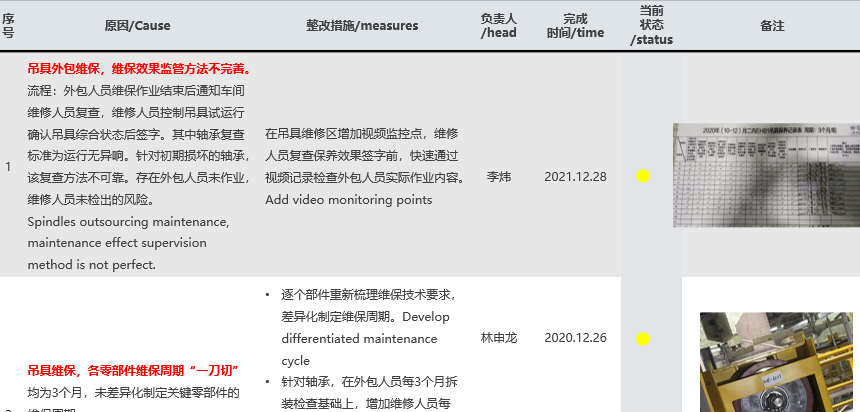 序号
原因/Cause
整改措施/measures
负责人
/head
完成
时间/time
当前
状态
/status
备注
1
吊具外包维保，维保效果监管方法不完善。
流程：外包人员维保作业结束后通知车间
维修人员复查，维修人员控制吊具试运行
确认吊具综合状态后签字。其中轴承复查
标准为运行无异响。针对初期损坏的轴承，
该复查方法不可靠。存在外包人员未作业，
维修人员未检出的风险。
Spindles outsourcing maintenance,
maintenance effect supervision
method is not perfect.
在吊具维修区增加视频监控点，维修
人员复查保养效果签字前，快速通过
视频记录检查外包人员实际作业内容。
Add video monitoring points
李炜
2021.12.28
吊具维保，各零部件维保周期“一刀切”
均为3个月，未差异化制定关键零部件的
维保周期
• 逐个部件重新梳理维保技术要求，
差异化制定维保周期。Develop
differentiated maintenance
cycle
• 针对轴承，在外包人员每3个月拆
装检查基础上，增加维修人员每
林申龙
2020.12.26